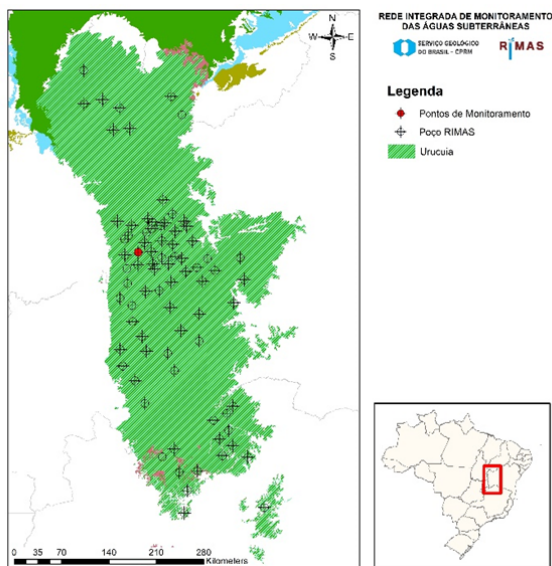 REDE INTEGRADA DE MONITORAMENTO
DAS ÁGUAS SUBTERRÂNEAS
SERVIÇO GEOLÓGICO
DO BRASIL - CPRM
RIMAS
Legenda
Pontos de Monitoramento
Poço RIMAS
Urucuia
N
W E
S
0 35 70 140 210 280
Kilometers